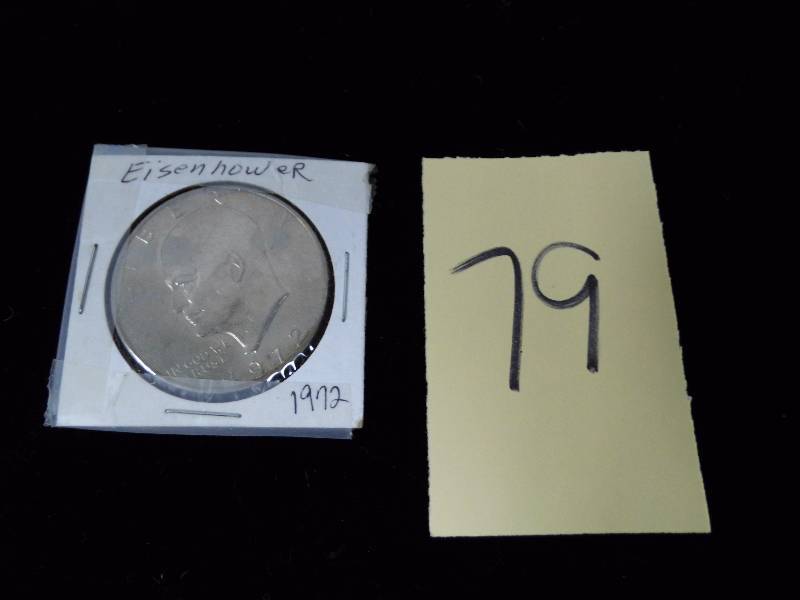 Eisenhower
LIBERTY
IN GOD WE
TRUST
1972
1972
79